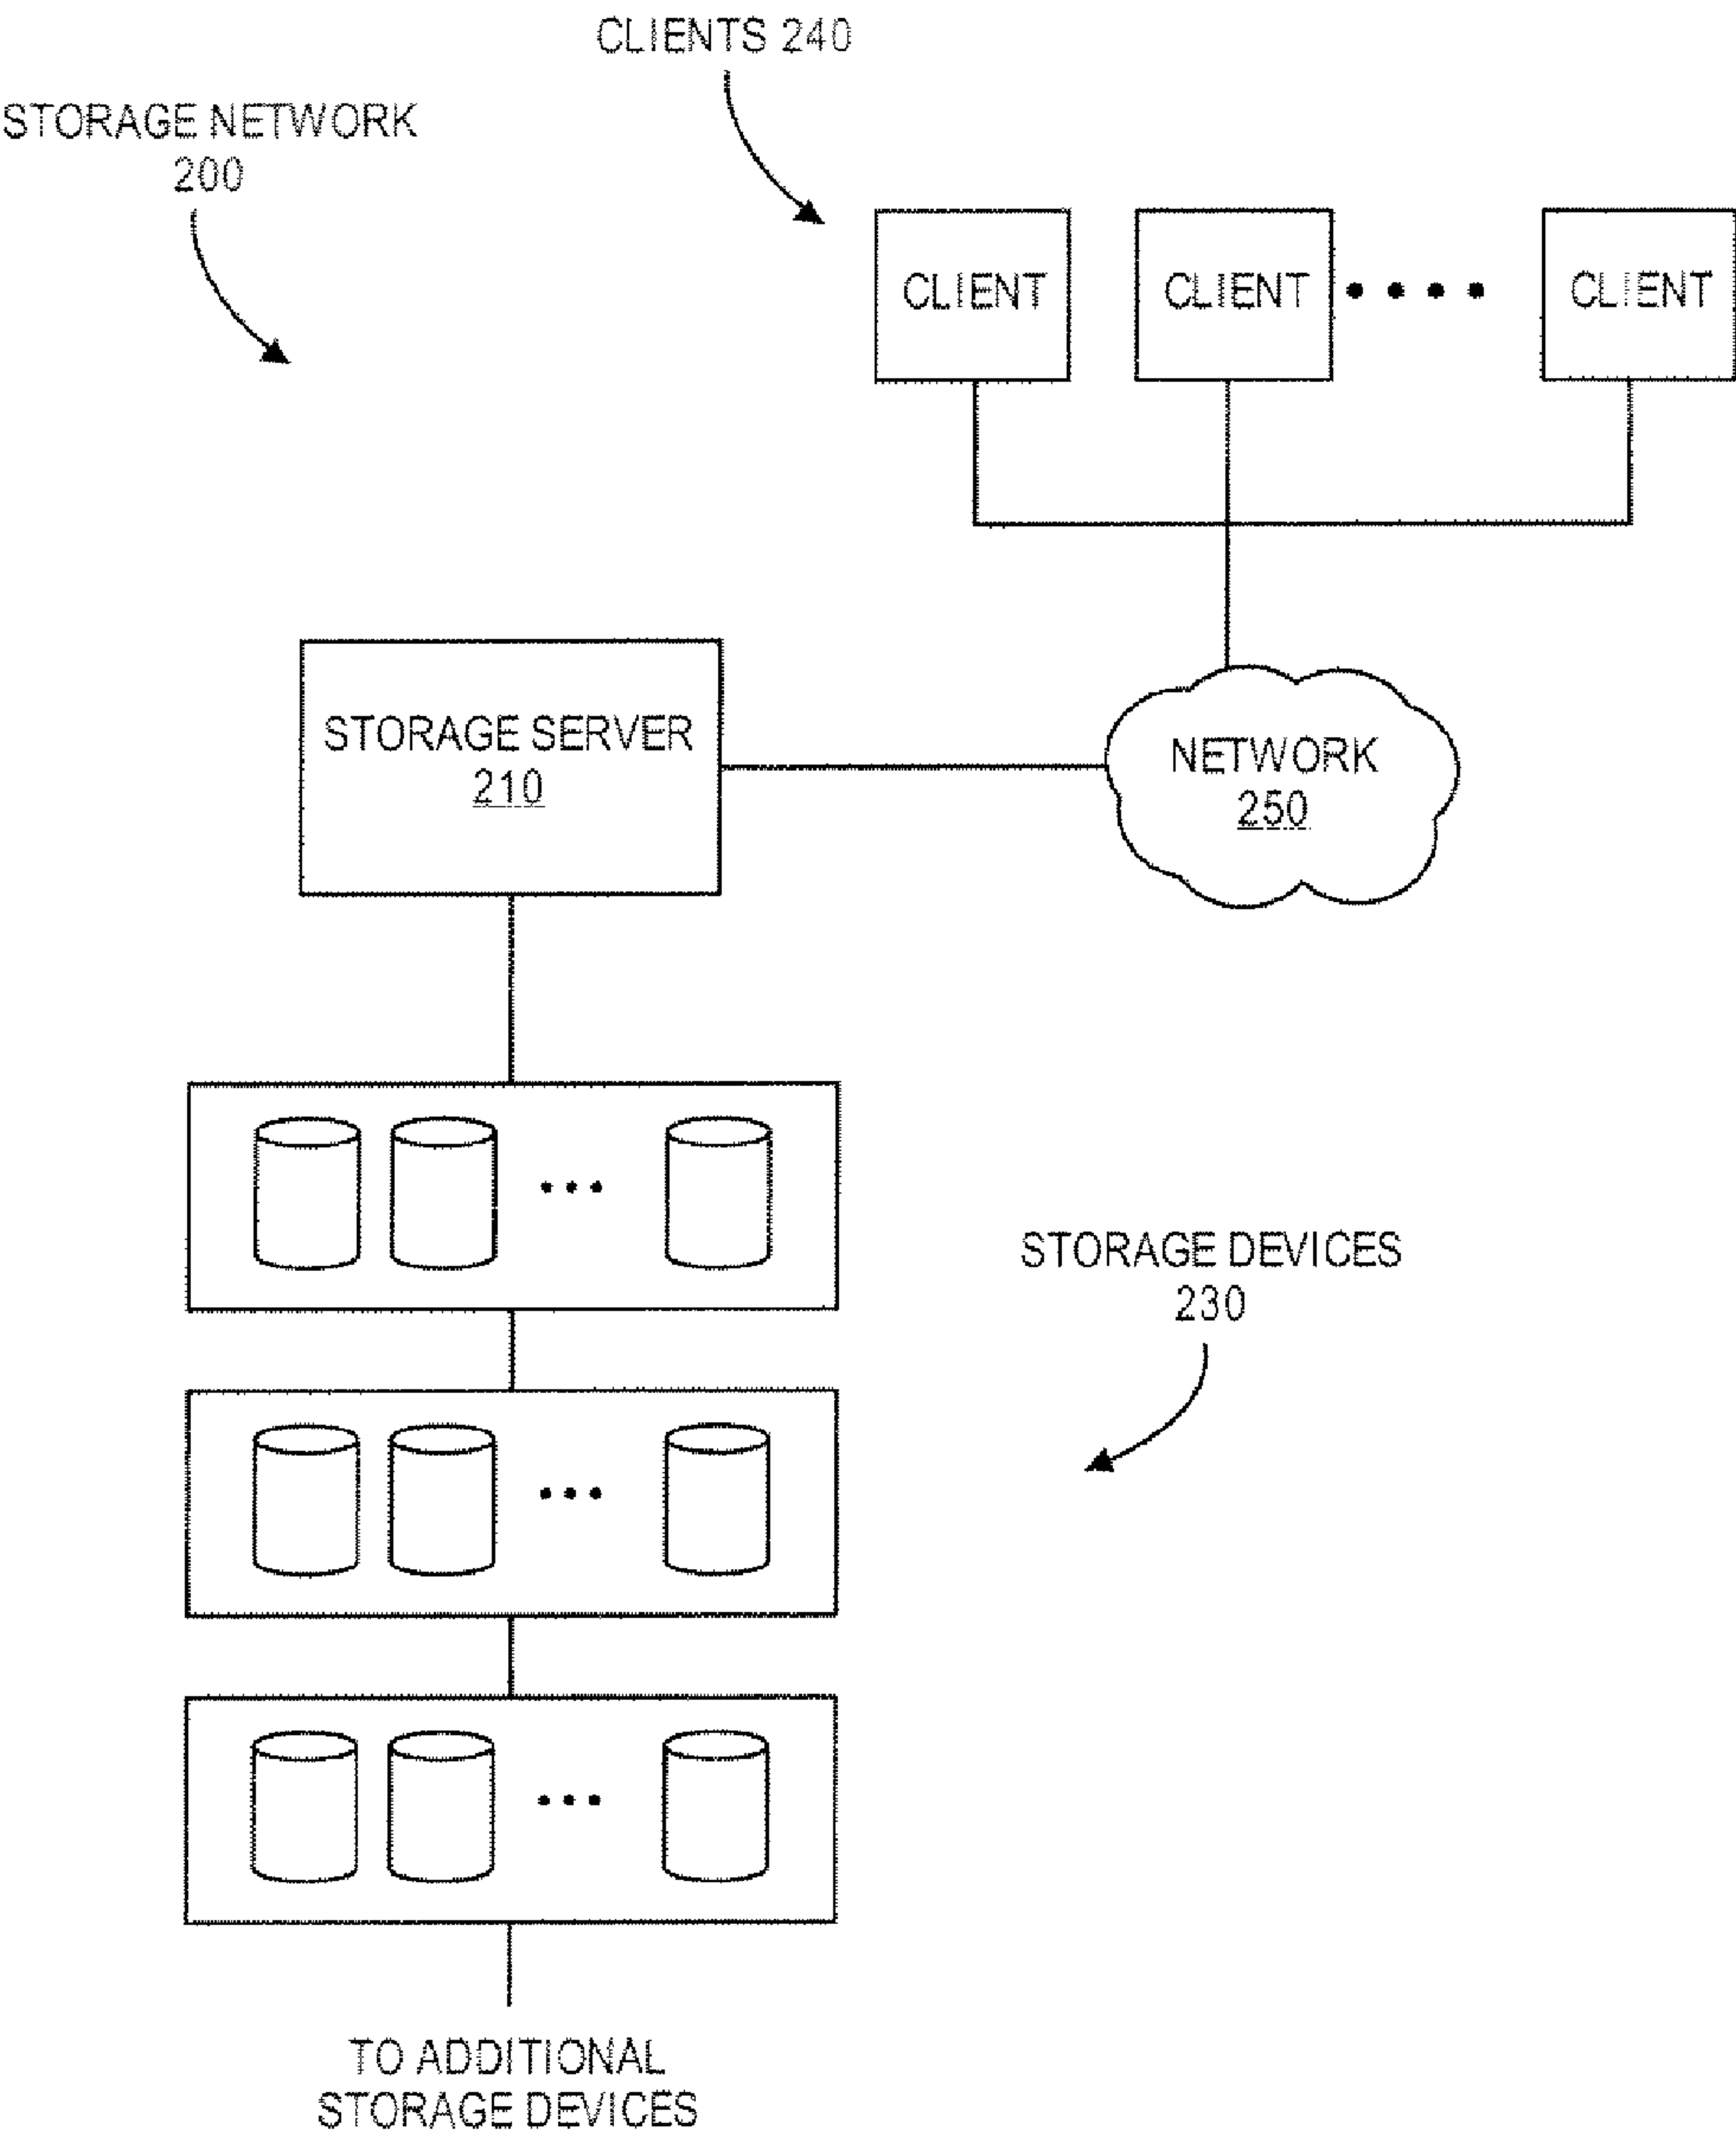 CLIENTS 240
STORAGE NETWORK
200
CLIENT
CLIENT
CLIENT
STORAGE SERVER
210
NETWORK
250
STORAGE DEVICES
230
TO ADDITIONAL
STORAGE DEVICES